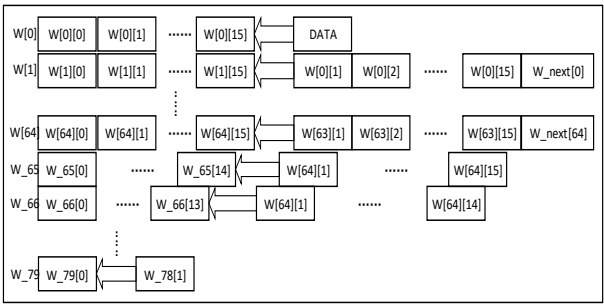 W[0] W[0][0] W[0][1] ...... W[0][15] DATA
W[1] W[1][0] W[1][1] ...... W[1][15] W[0][1] W[0][2] ...... W[0][15] W_next[0]
......
W[64] W[64][0] W[64][1] ...... W[64][15] W[63][1] W[63][2] ...... W[63][15] W_next[64]
W_65 W_65[0] ...... W_65[14] W[64][1] ...... W[64][15]
W_66 W_66[0] ...... W_66[13] W[64][1] ...... W[64][14]
......
W_79 W_79[0] W_78[1]